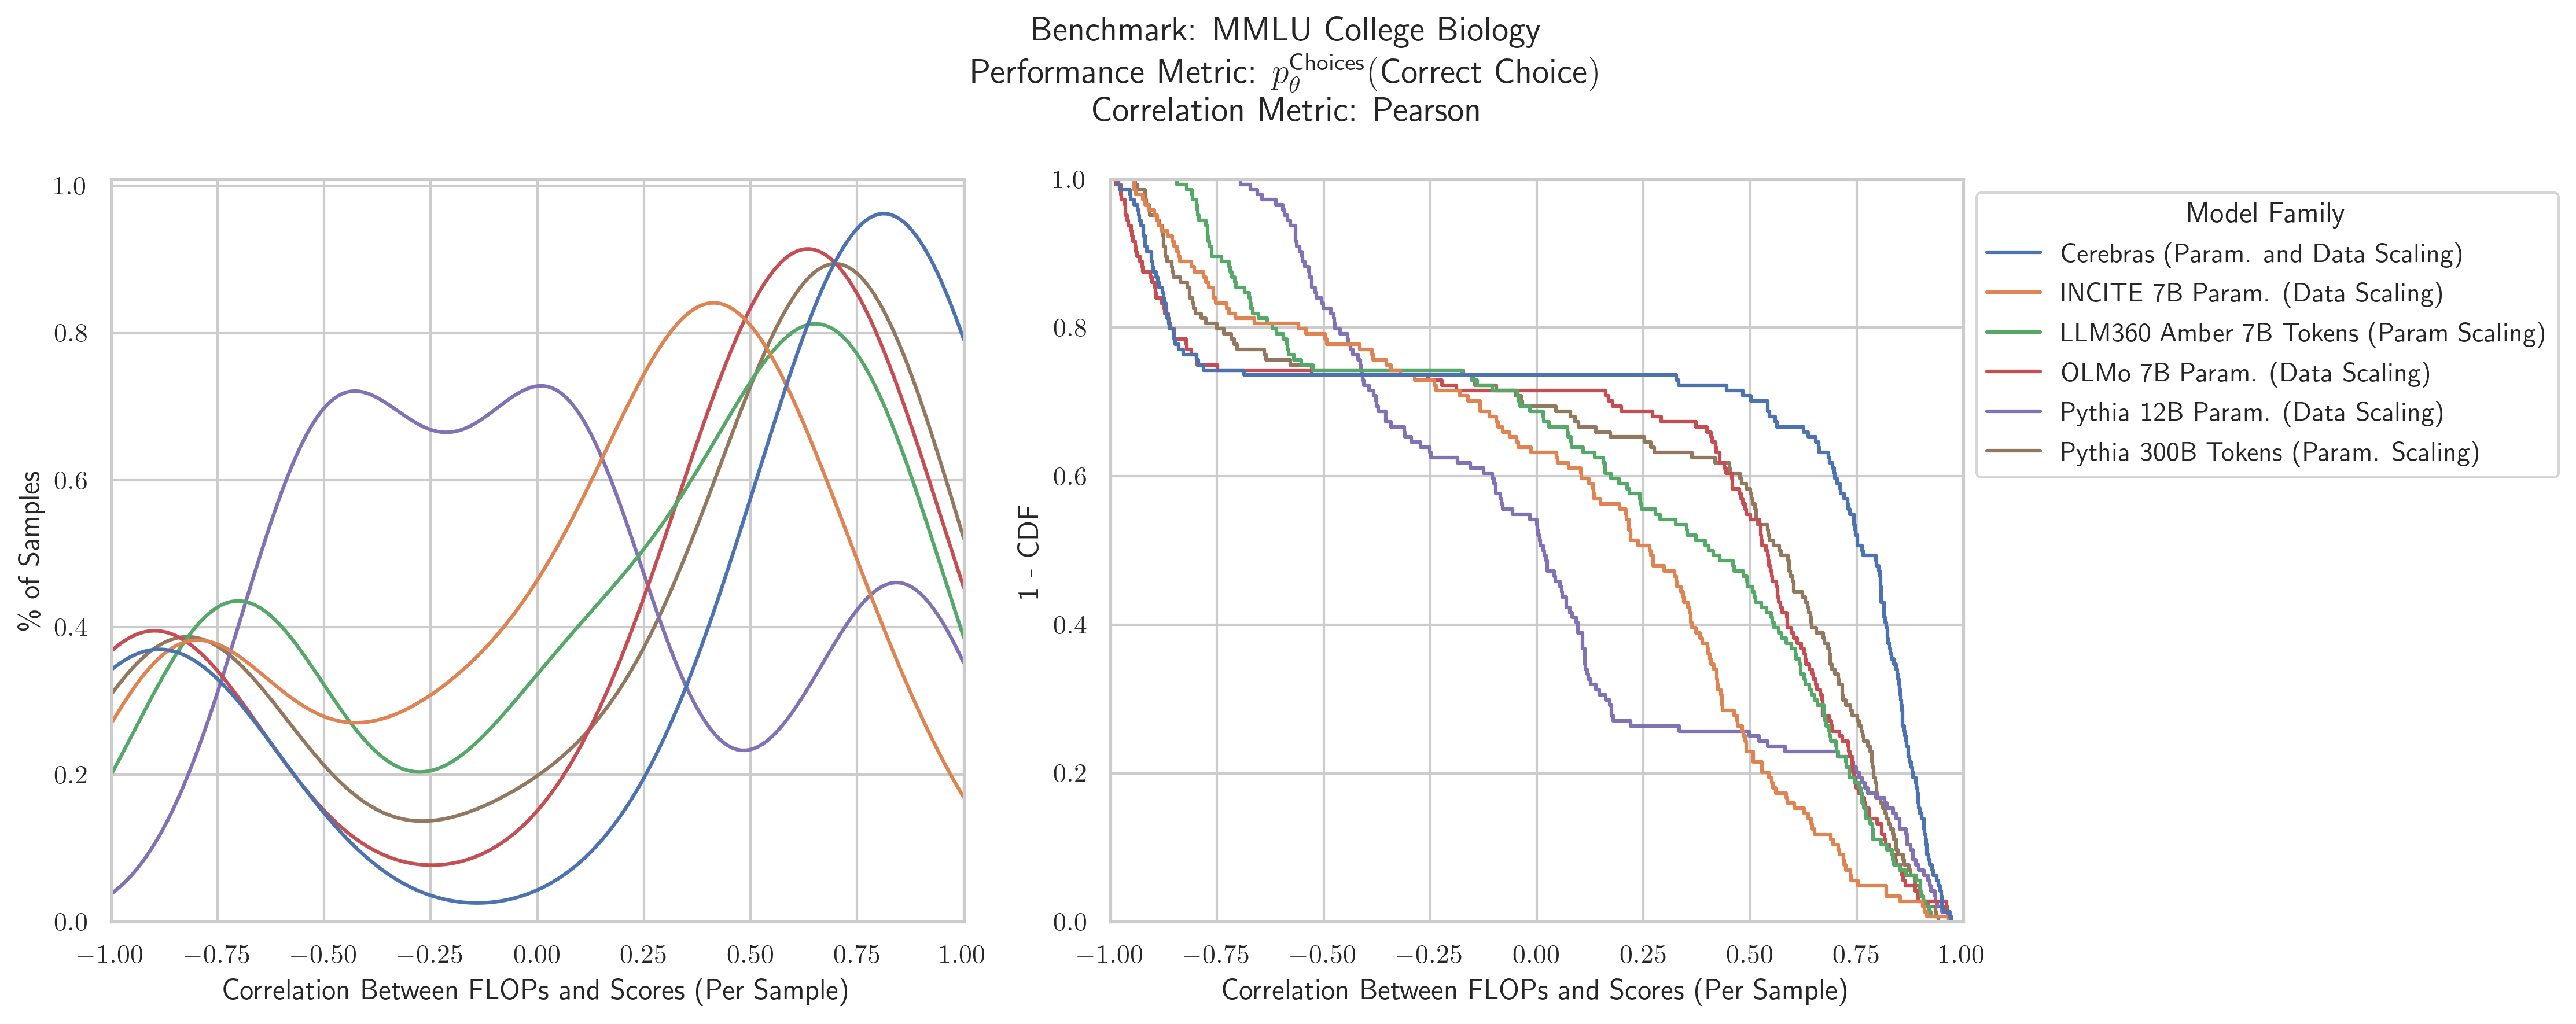 Benchmark: MMLU College Biology
Performance Metric: p_θ^Choices(Correct Choice)
Correlation Metric: Pearson
% of Samples
1.0
0.8
0.6
0.4
0.2
0.0
−1.00 −0.75 −0.50 −0.25 0.00 0.25 0.50 0.75 1.00
Correlation Between FLOPs and Scores (Per Sample)
1 - CDF
1.0
0.8
0.6
0.4
0.2
0.0
−1.00 −0.75 −0.50 −0.25 0.00 0.25 0.50 0.75 1.00
Correlation Between FLOPs and Scores (Per Sample)
Model Family
Cerebras (Param. and Data Scaling)
INCITE 7B Param. (Data Scaling)
LLM360 Amber 7B Tokens (Param Scaling)
OLMo 7B Param. (Data Scaling)
Pythia 12B Param. (Data Scaling)
Pythia 300B Tokens (Param. Scaling)